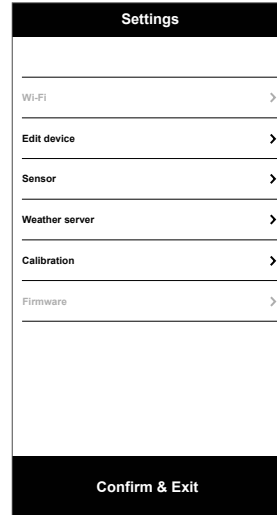 Settings
Wi-Fi
Edit device
Sensor
Weather server
Calibration
Firmware
Confirm & Exit